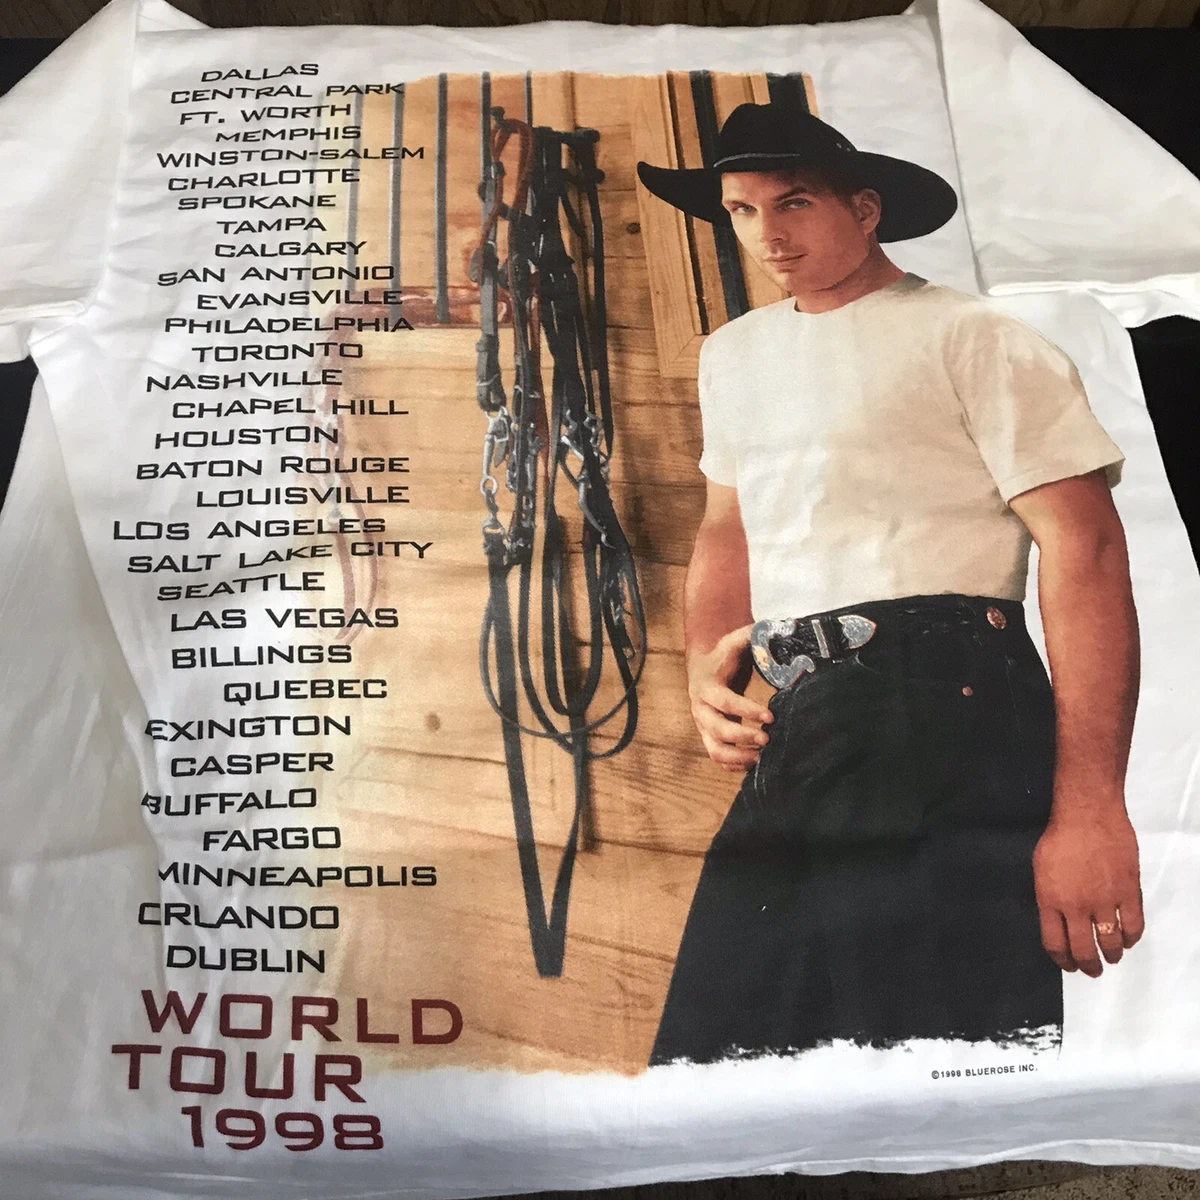 DALLAS
CENTRAL PARK
FT. WORTH
MEMPHIS
WINSTON-SALEM
CHARLOTTE
SPOKANE
TAMPA
CALGARY
SAN ANTONIO
EVANSVILLE
PHILADELPHIA
TORONTO
NASHVILLE
CHAPEL HILL
HOUSTON
BATON ROUGE
LOUISVILLE
LOS ANGELES
SALT LAKE CITY
SEATTLE
LAS VEGAS
BILLINGS
QUEBEC
EXINGTON
CASPER
BUFFALO
FARGO
MINNEAPOLIS
ORLANDO
DUBLIN
WORLD
TOUR
1998
©1998 BLUEROSE INC.